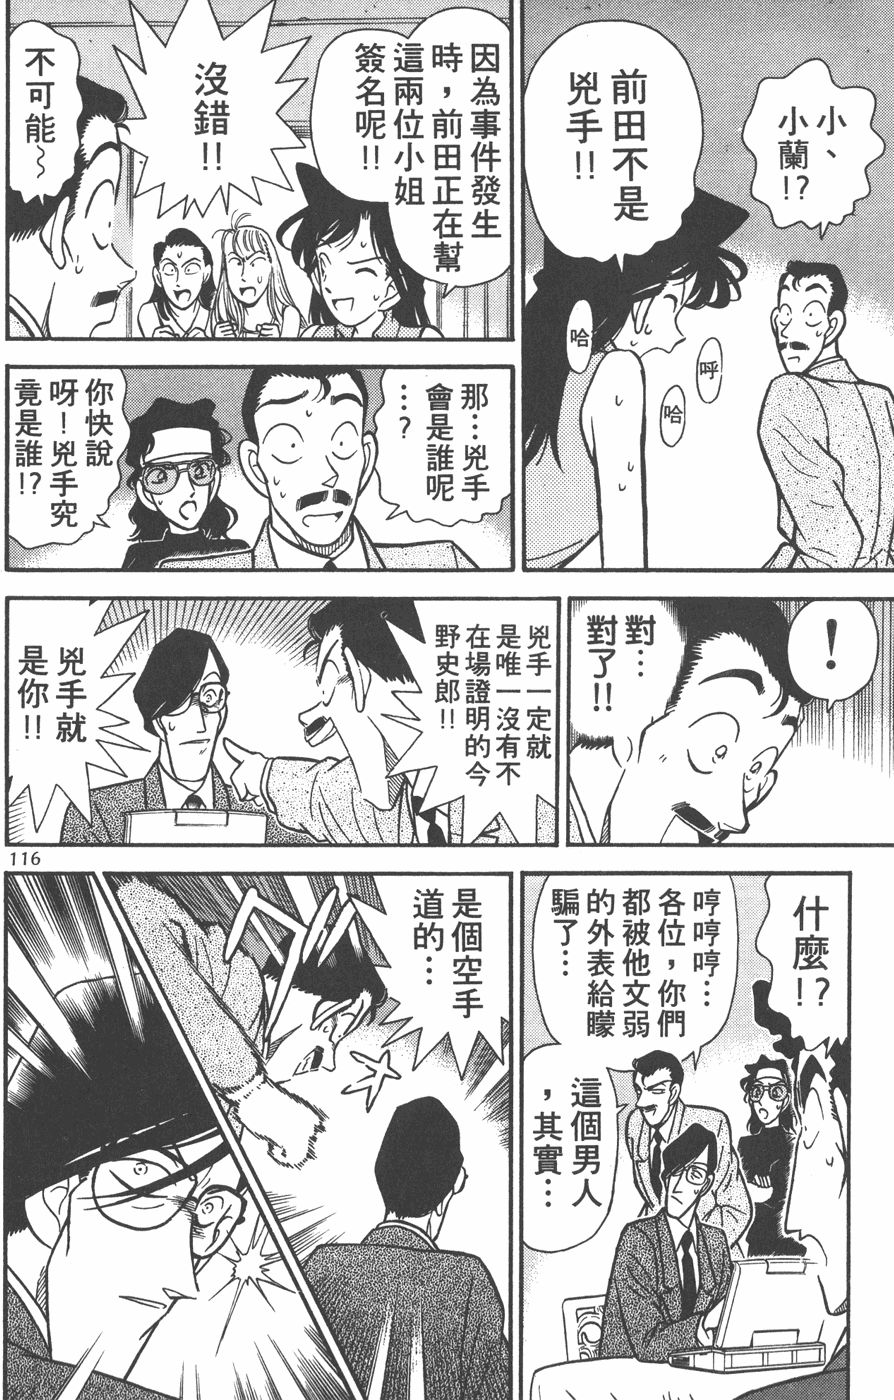 小、
小蘭!?
前田不是
兇手!!
呼
哈
哈
因為事件發生
時，前田正在幫
這兩位小姐
簽名呢!!
沒錯!!
不可能~
那…兇手
會是誰呢
…?
你快說
呀！兇手究
竟是誰!?
！
對…
對了!!
兇手一定就
是唯一沒有不
在場證明的今
野史郎!!
兇手就
是你!!
116
什麼!?
哼哼哼…
各位，你們
都被他文弱
的外表給矇
騙了…
這個男人
，其實…
是個空手
道的…